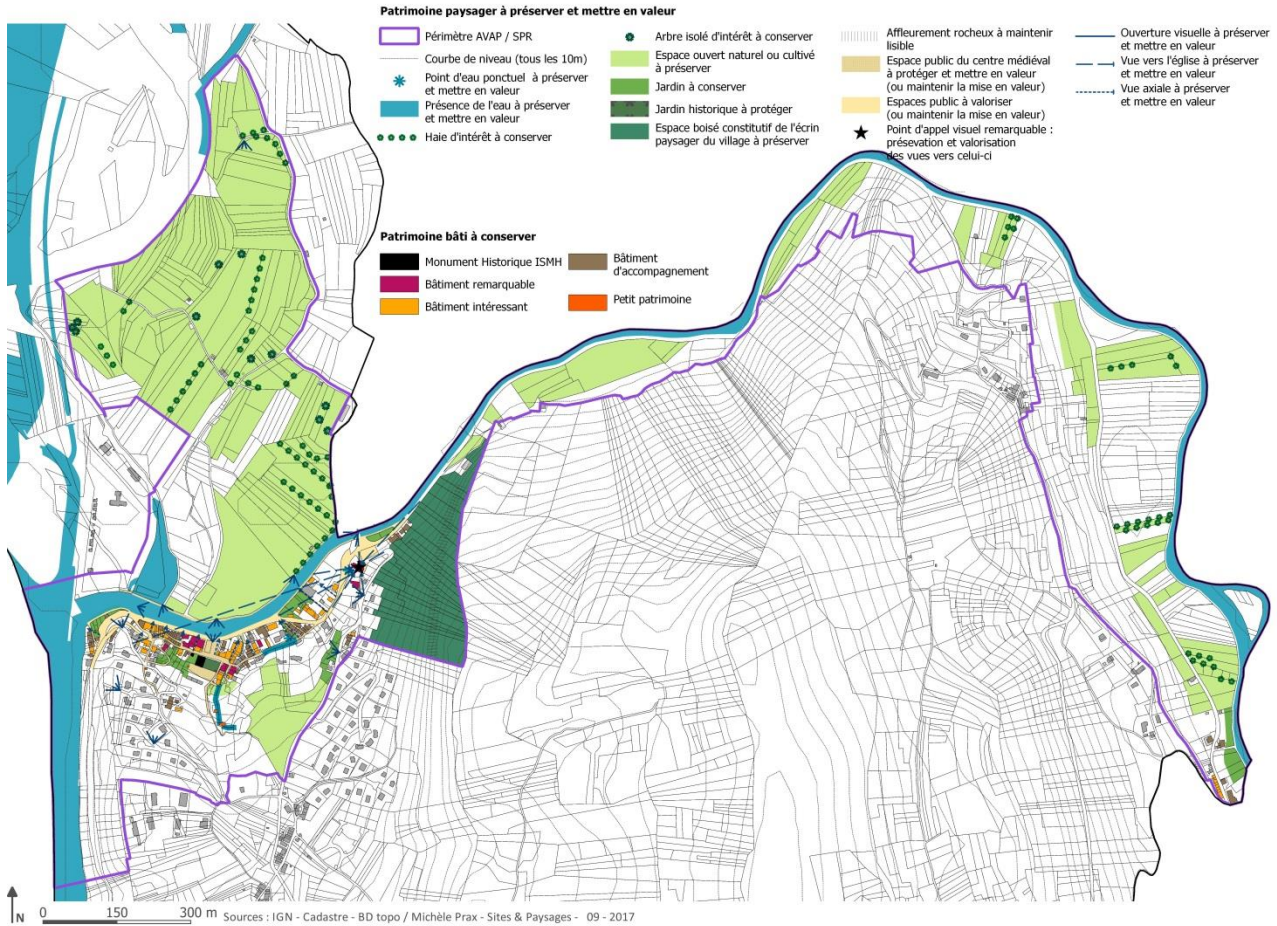 Patrimoine paysager à préserver et mettre en valeur
Périmètre AVAP / SPR
Courbe de niveau (tous les 10m)
Point d'eau ponctuel à préserver
et mettre en valeur
Présence de l'eau à préserver
et mettre en valeur
Haie d'intérêt à conserver
Arbre isolé d'intérêt à conserver
Espace ouvert naturel ou cultivé
à préserver
Jardin à conserver
Jardin historique à protéger
Espace boisé constitutif de l'écrin
paysager du village à préserver
Affleurement rocheux à maintenir
lisible
Espace public du centre médiéval
à protéger et mettre en valeur
(ou maintenir la mise en valeur)
Espaces public à valoriser
(ou maintenir la mise en valeur)
Point d'appel visuel remarquable :
présevation et valorisation
des vues vers celui-ci
Ouverture visuelle à préserver
et mettre en valeur
Vue vers l'église à préserver
et mettre en valeur
Vue axiale à préserver
et mettre en valeur
Patrimoine bâti à conserver
Monument Historique ISMH
Bâtiment remarquable
Bâtiment intéressant
Bâtiment
d'accompagnement
Petit patrimoine
N
0 150 300 m
Sources : IGN - Cadastre - BD topo / Michèle Prax - Sites & Paysages - 09 - 2017